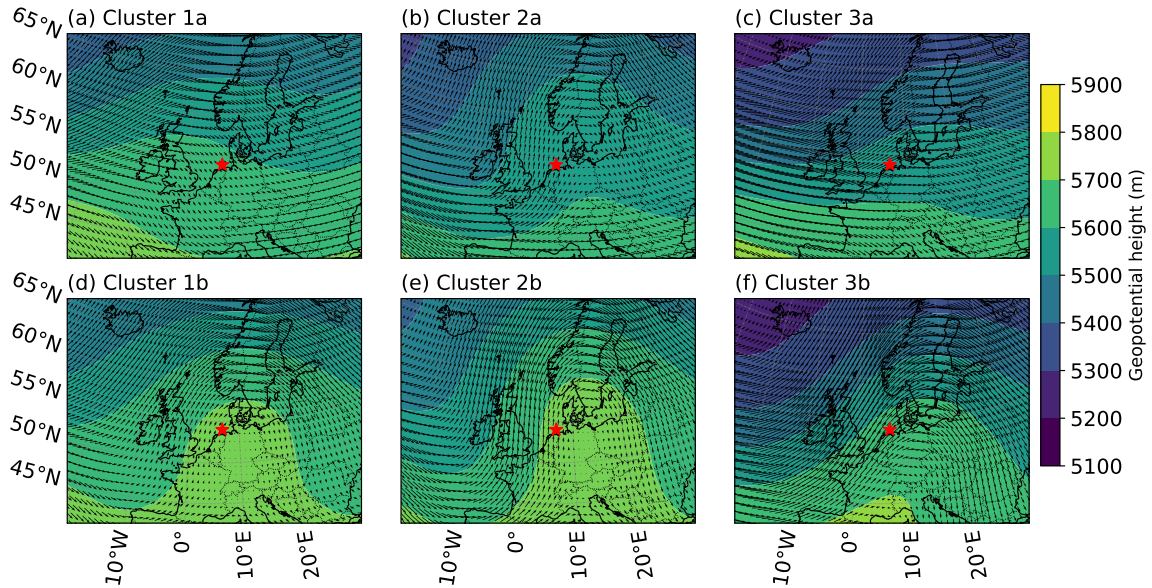 (a) Cluster 1a
(b) Cluster 2a
(c) Cluster 3a
65°N
60°N
55°N
50°N
45°N
(d) Cluster 1b
(e) Cluster 2b
(f) Cluster 3b
65°N
60°N
55°N
50°N
45°N
10°W
0°
10°E
20°E
10°W
0°
10°E
20°E
10°W
0°
10°E
20°E
5900
5800
5700
5600
5500
5400
5300
5200
5100
Geopotential height (m)